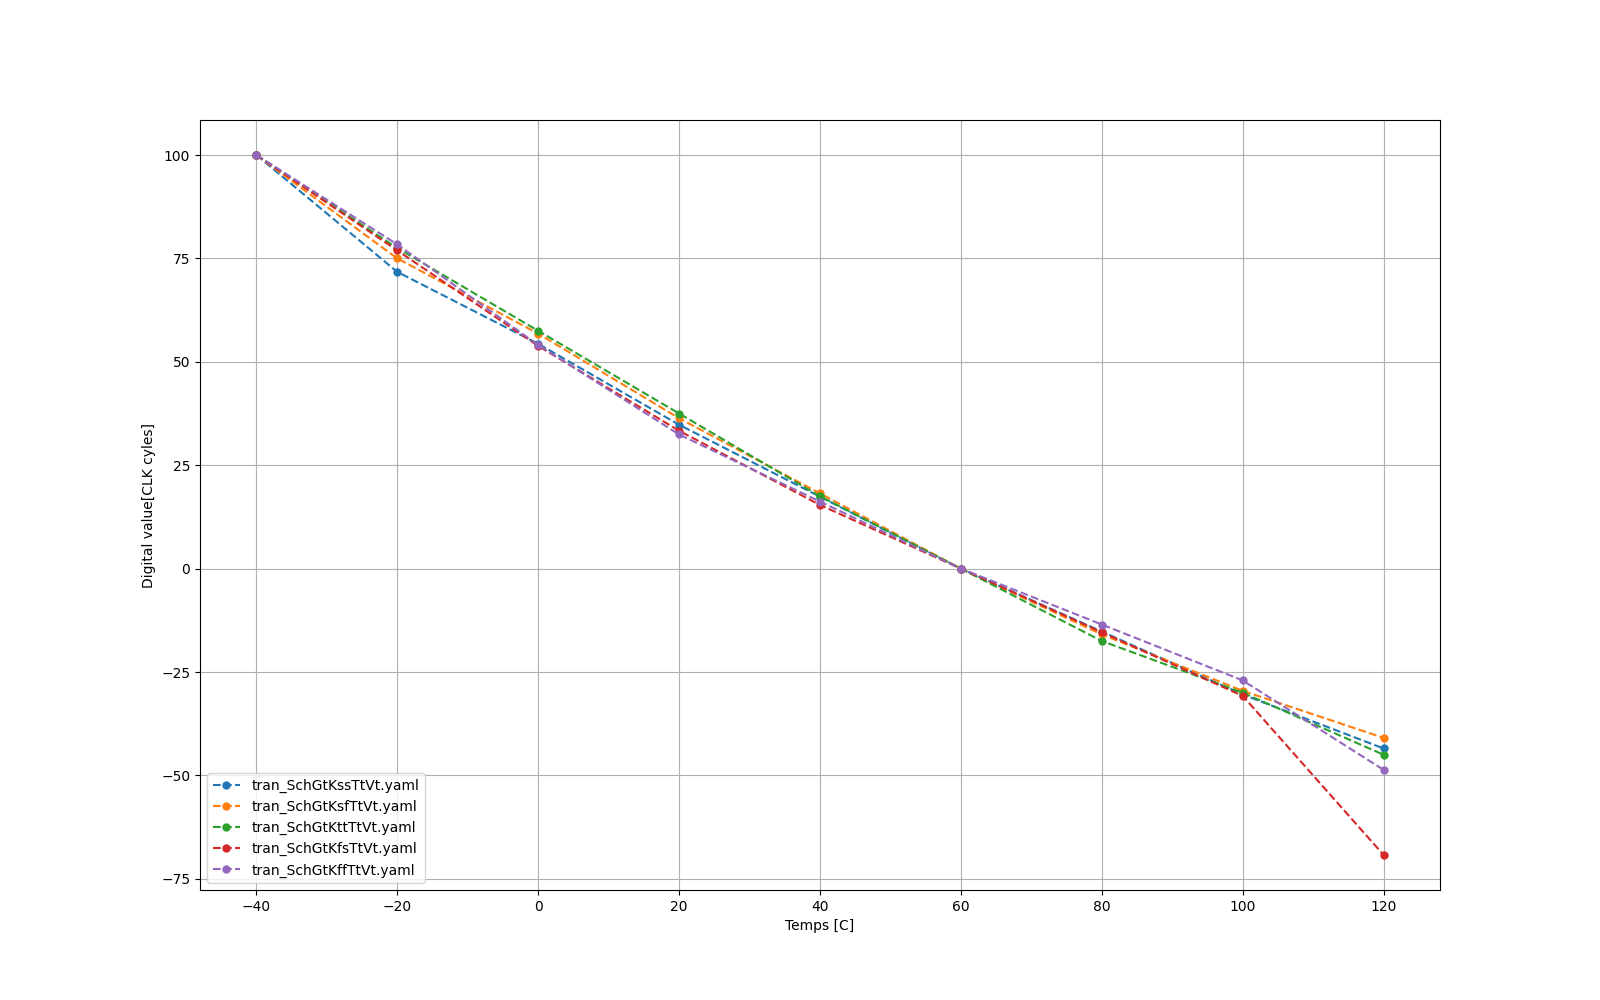 100
75
50
25
0
−25
−50
−75
Digital value[CLK cyles]
tran_SchGtKssTtVt.yaml
tran_SchGtKsfTtVt.yaml
tran_SchGtKttTtVt.yaml
tran_SchGtKfsTtVt.yaml
tran_SchGtKffTtVt.yaml
−40 −20 0 20 40 60 80 100 120
Temps [C]